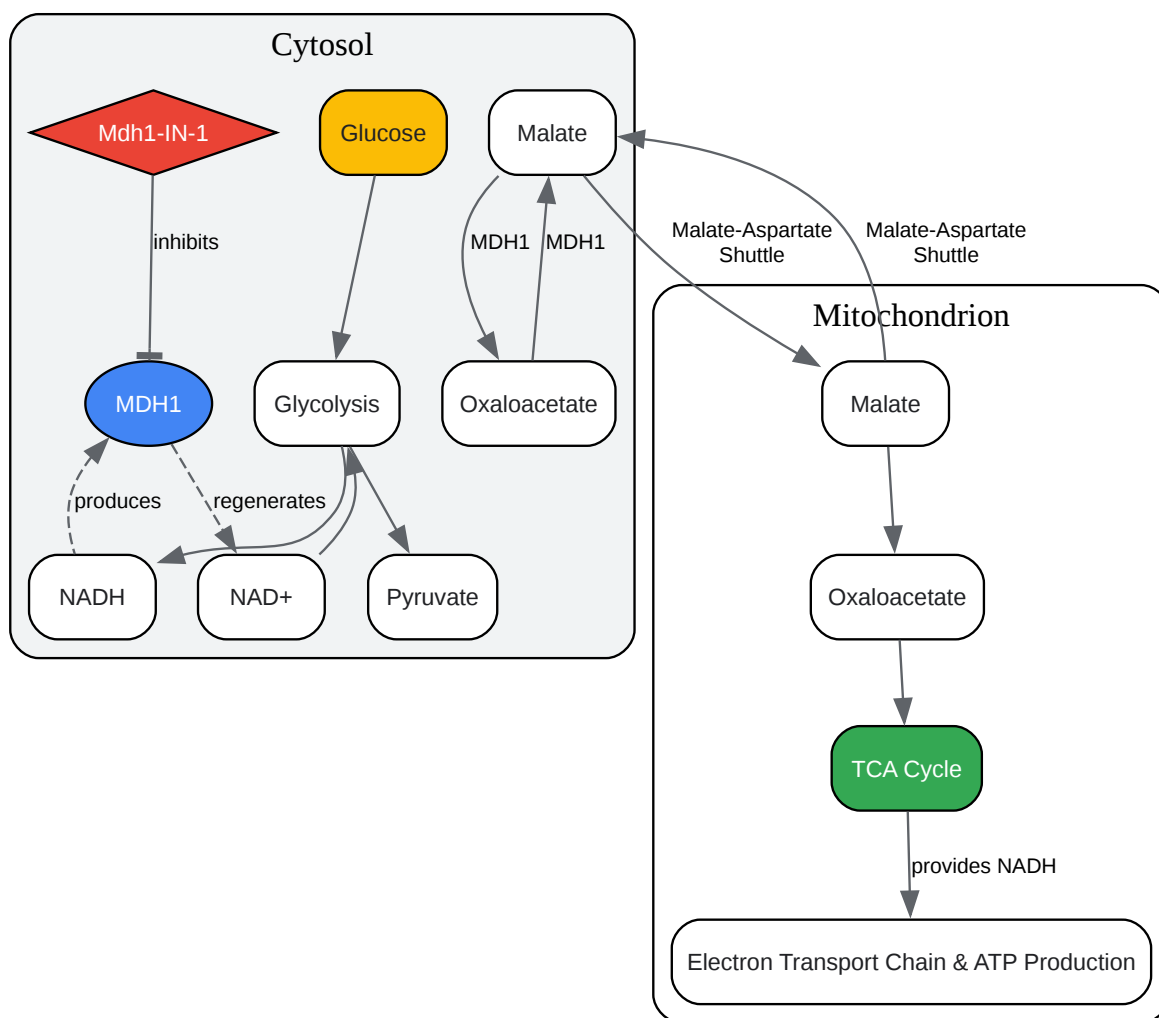 Cytosol
Mdh1-IN-1
Glucose
Malate
inhibits
MDH1
MDH1
Malate-Aspartate
Shuttle
Malate-Aspartate
Shuttle
Mitochondrion
MDH1
Glycolysis
Oxaloacetate
Malate
produces
regenerates
NADH
NAD+
Pyruvate
Oxaloacetate
TCA Cycle
provides NADH
Electron Transport Chain & ATP Production